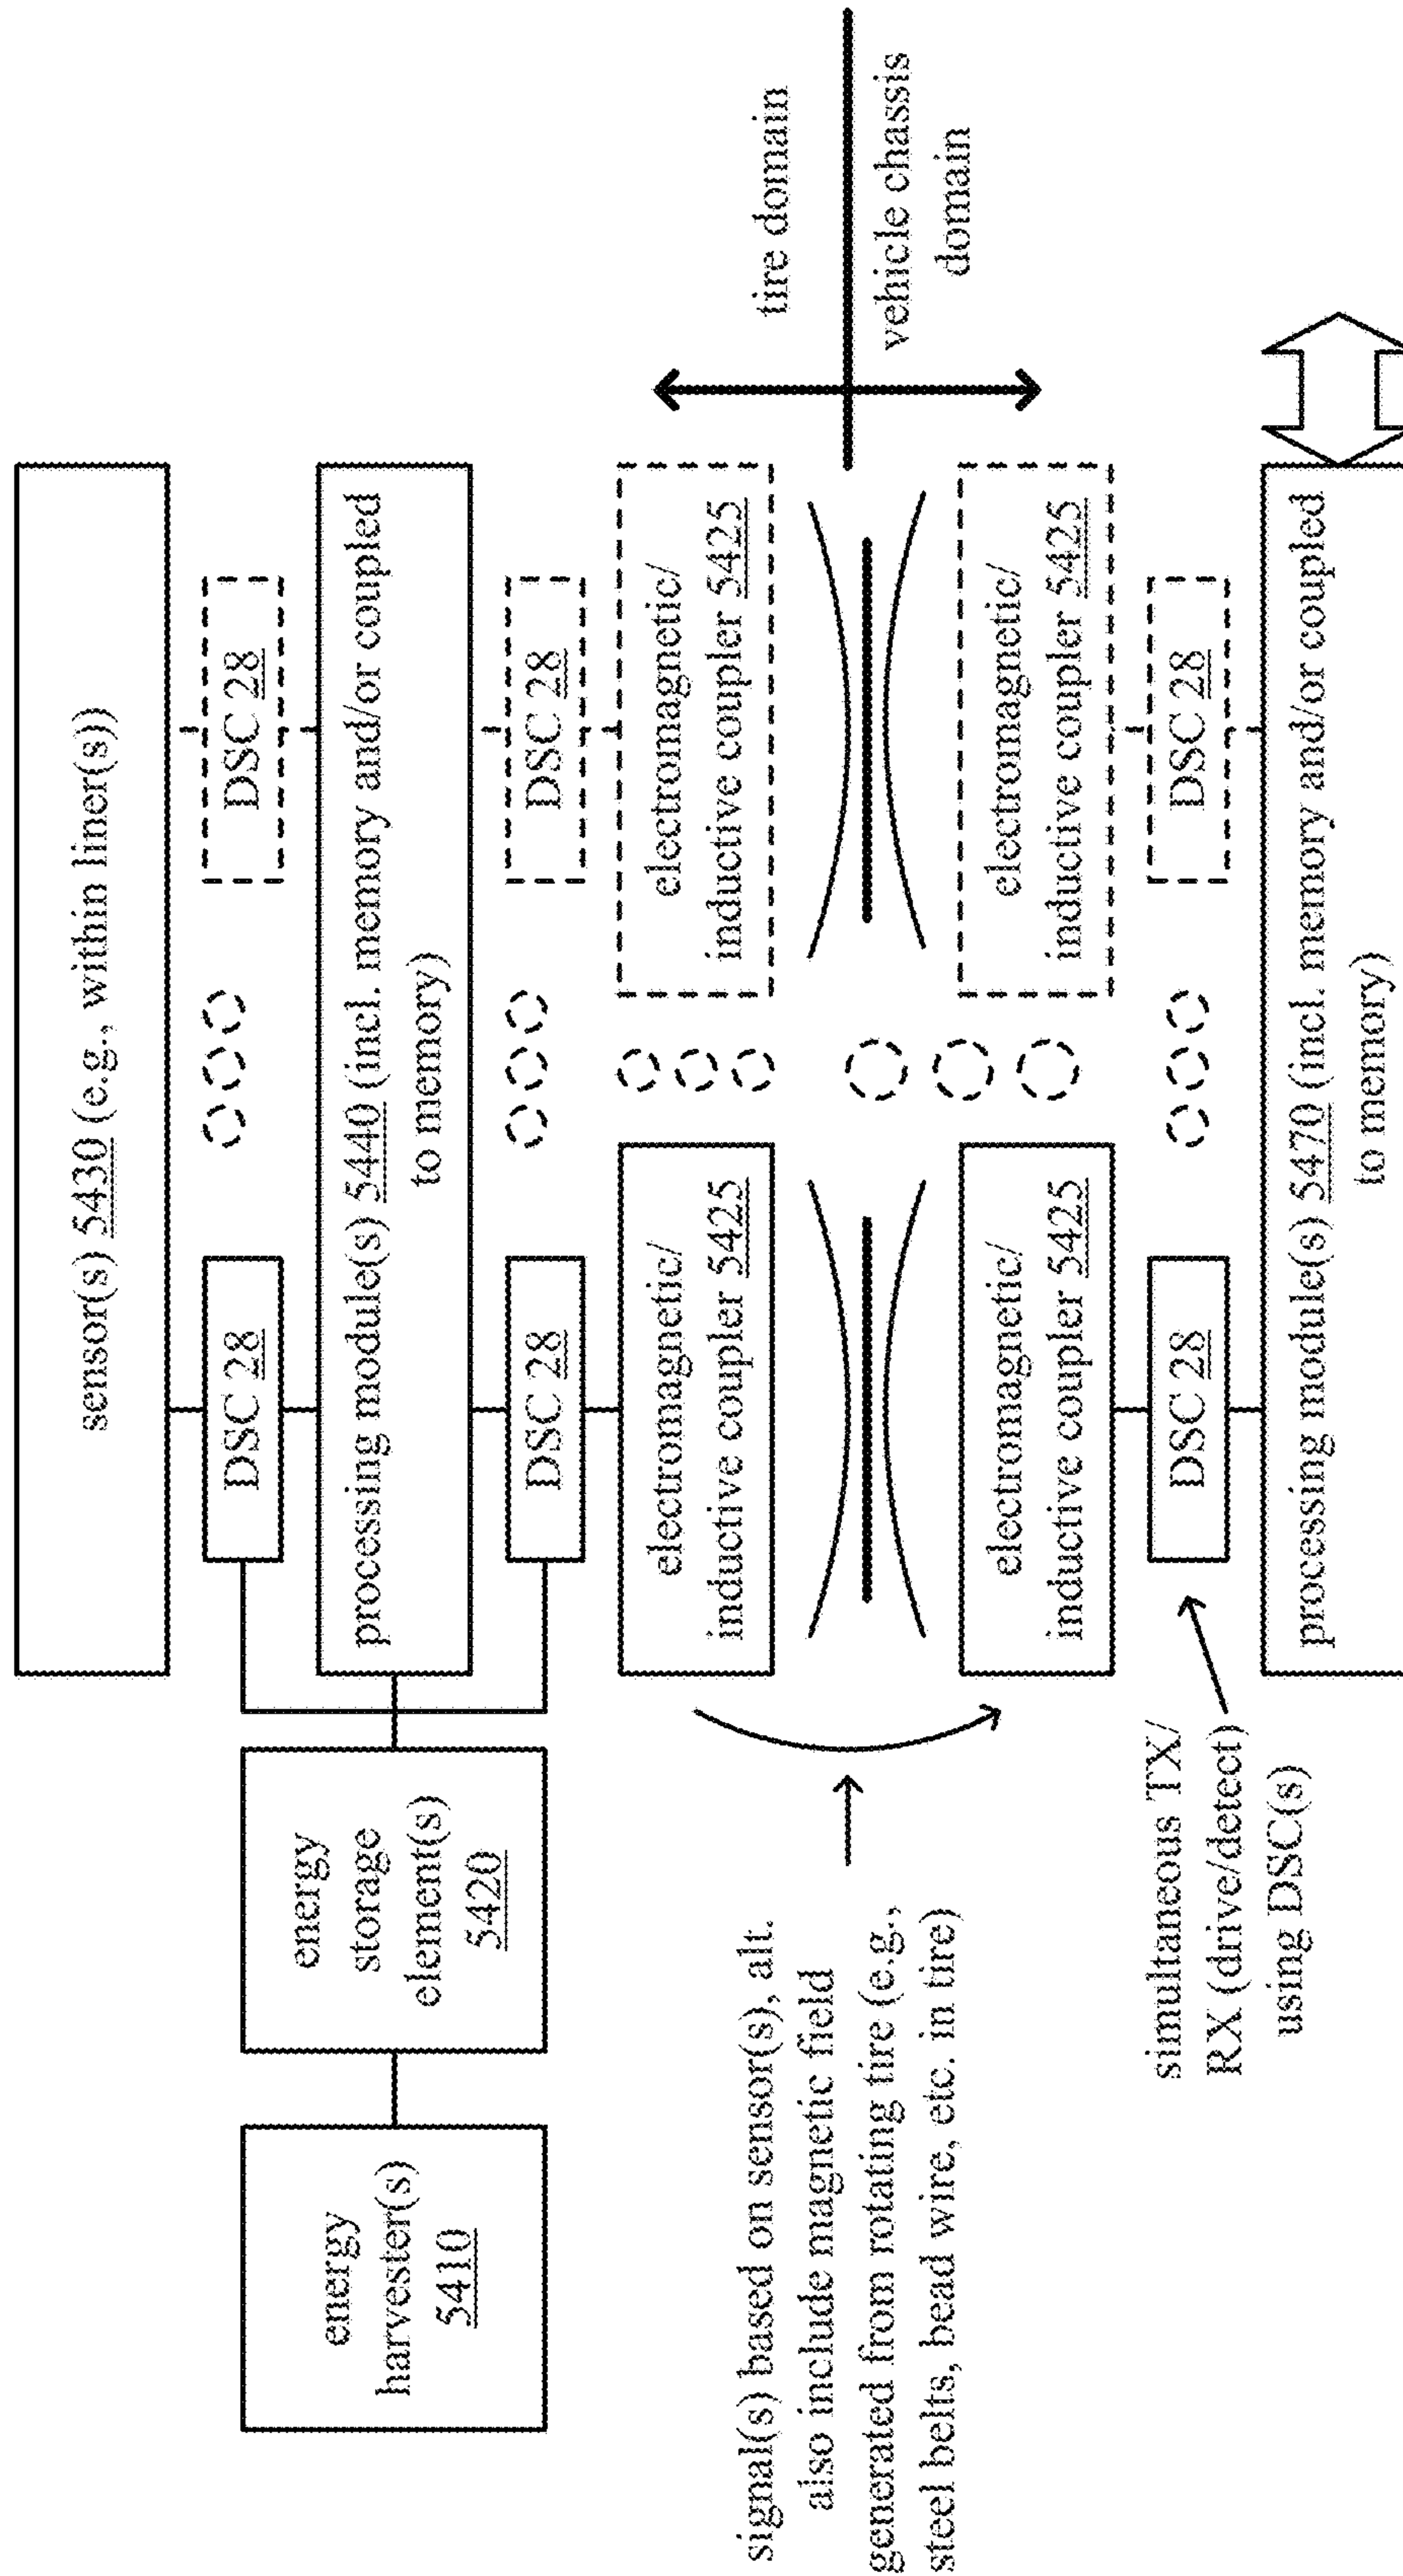 sensor(s) 5430 (e.g., within liner(s))
DSC 28
DSC 28
energy
harvester(s)
5410
energy
storage
element(s)
5420
processing module(s) 5440 (incl. memory and/or coupled
to memory)
DSC 28
DSC 28
electromagnetic/
inductive coupler 5425
electromagnetic/
inductive coupler 5425
tire domain
vehicle chassis
domain
signal(s) based on sensor(s), alt.
also include magnetic field
generated from rotating tire (e.g.,
steel belts, bead wire, etc. in tire)
electromagnetic/
inductive coupler 5425
electromagnetic/
inductive coupler 5425
simultaneous TX/
RX (drive/detect)
using DSC(s)
DSC 28
DSC 28
processing module(s) 5470 (incl. memory and/or coupled
to memory)